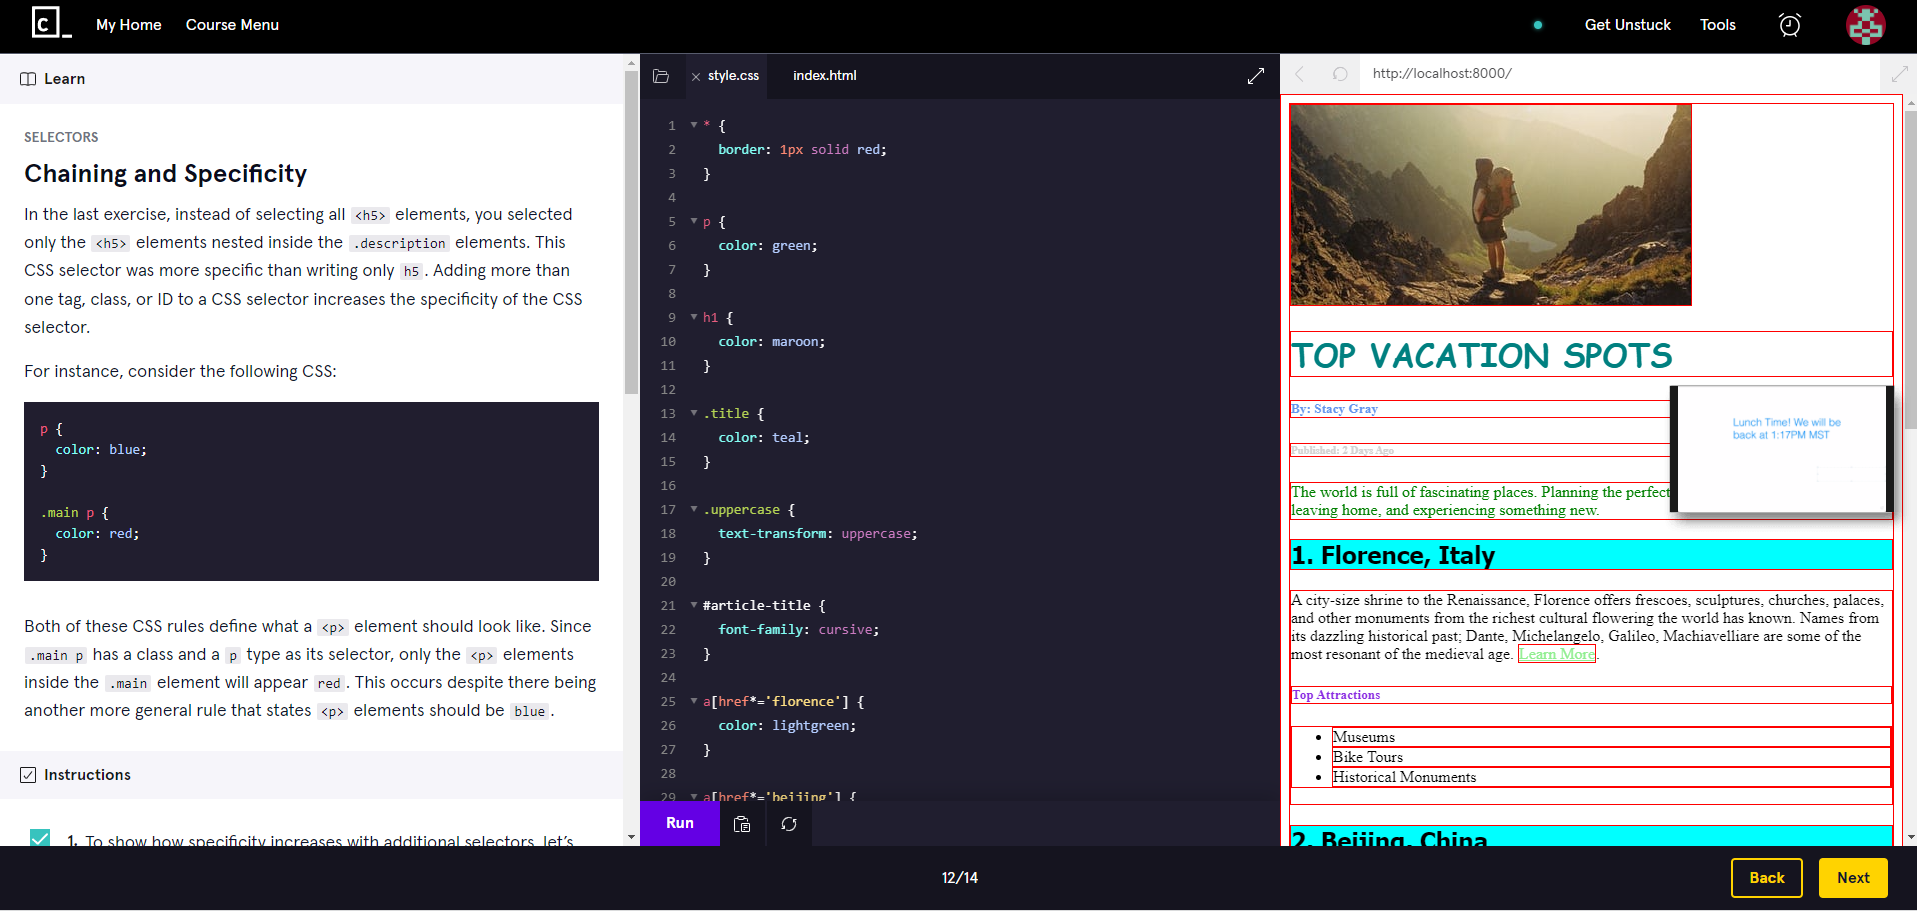 C_
My Home
Course Menu
Get Unstuck
Tools
Learn
SELECTORS
Chaining and Specificity
In the last exercise, instead of selecting all <h5> elements, you selected
only the <h5> elements nested inside the .description elements. This
CSS selector was more specific than writing only h5. Adding more than
one tag, class, or ID to a CSS selector increases the specificity of the CSS
selector.
For instance, consider the following CSS:
p {
color: blue;
}
.main p {
color: red;
}
Both of these CSS rules define what a <p> element should look like. Since
.main p has a class and a p type as its selector, only the <p> elements
inside the .main element will appear red. This occurs despite there being
another more general rule that states <p> elements should be blue.
Instructions
1. To show how specificity increases with additional selectors, let's
style.css
index.html
1 * {
2 border: 1px solid red;
3 }
4
5 p {
6 color: green;
7 }
8
9 h1 {
10 color: maroon;
11 }
12
13 .title {
14 color: teal;
15 }
16
17 .uppercase {
18 text-transform: uppercase;
19 }
20
21 #article-title {
22 font-family: cursive;
23 }
24
25 a[href*='florence'] {
26 color: lightgreen;
27 }
28
29 a[href*='beijing'] {
Run
http://localhost:8000/
TOP VACATION SPOTS
By: Stacy Gray
Published: 2 Days Ago
Lunch Time! We will be
back at 1:17PM MST
The world is full of fascinating places. Planning the perfect
leaving home, and experiencing something new.
1. Florence, Italy
A city-size shrine to the Renaissance, Florence offers frescoes, sculptures, churches, palaces,
and other monuments from the richest cultural flowering the world has known. Names from
its dazzling historical past; Dante, Michelangelo, Galileo, Machiavelliare are some of the
most resonant of the medieval age. Learn More.
Top Attractions
• Museums
• Bike Tours
• Historical Monuments
2. Beijing, China
12/14
Back
Next